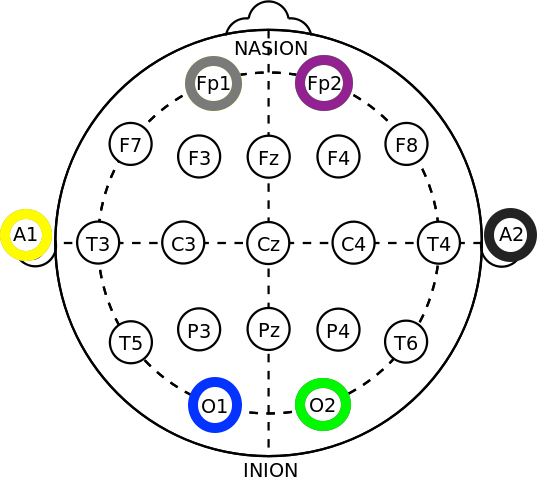 NASION
Fp1 Fp2
F7 F3 Fz F4 F8
A1 T3 C3 Cz C4 T4 A2
T5 P3 Pz P4 T6
O1 O2
INION